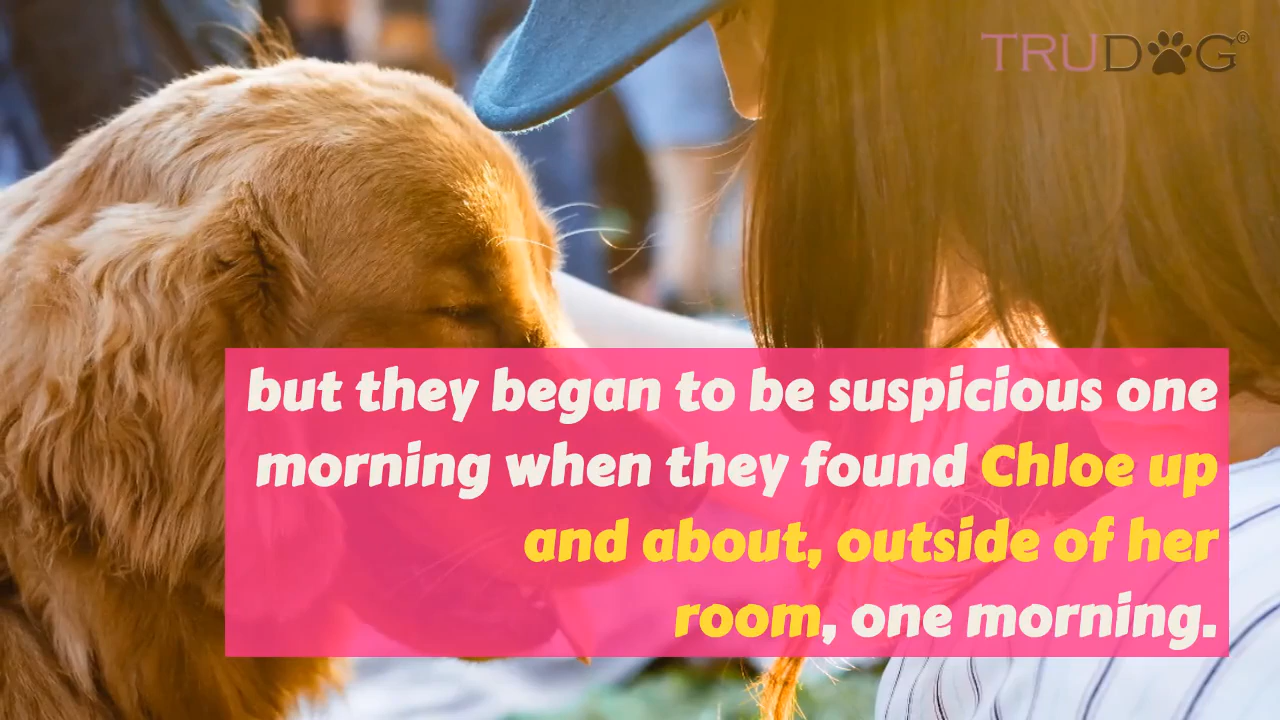 TRUDOG®
but they began to be suspicious one
morning when they found Chloe up
and about, outside of her
room, one morning.